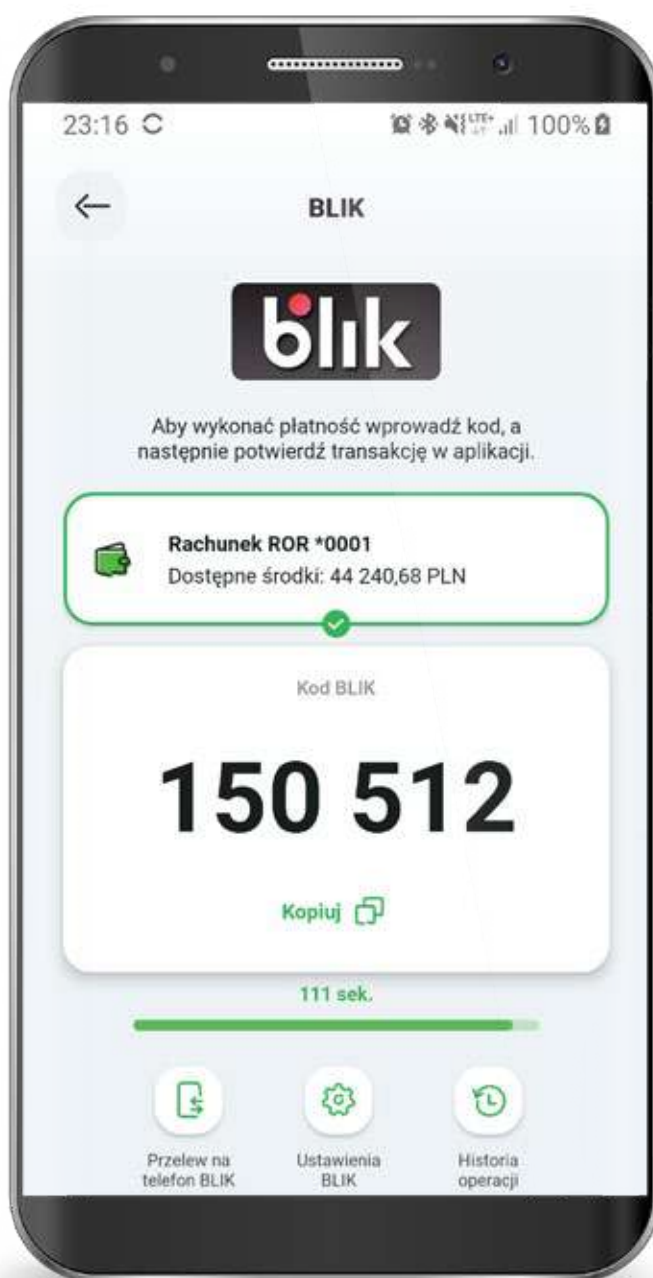 23:16
LTE+ 100%
BLIK
blik
Aby wykonać płatność wprowadź kod, a
następnie potwierdź transakcję w aplikacji.
Rachunek ROR *0001
Dostępne środki: 44 240,68 PLN
Kod BLIK
150 512
Kopiuj
111 sek.
Przelew na
telefon BLIK
Ustawienia
BLIK
Historia
operacji